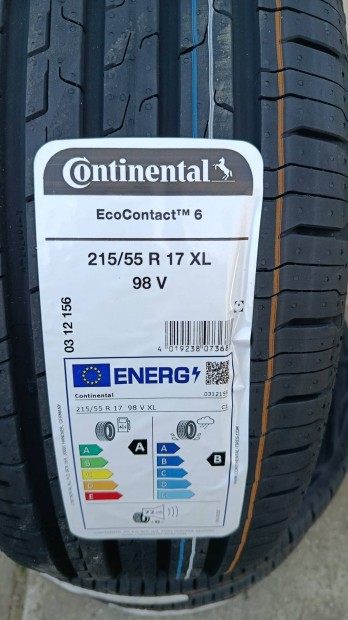 Continental
EcoContact™ 6
215/55 R 17 XL
98 V
03 12 156
4 019238 07368
ENERG
Continental
215/55 R 17 98 V XL
C1
A
B
C
D
E
A
A
B
C
D
E
B